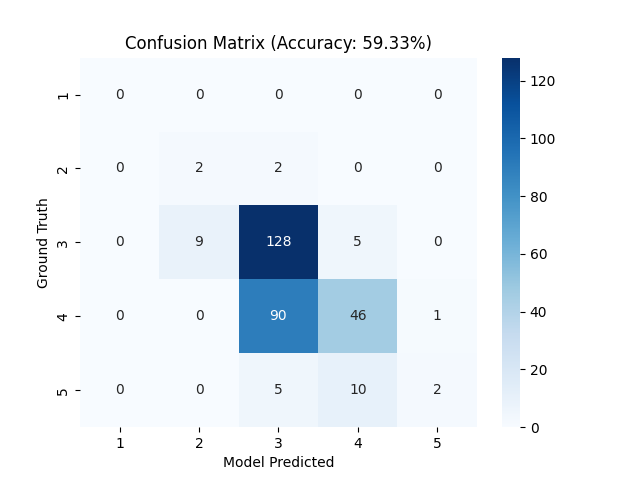 Confusion Matrix (Accuracy: 59.33%)
Ground Truth
1 0 0 0 0 0
2 0 2 2 0 0
3 0 9 128 5 0
4 0 0 90 46 1
5 0 0 5 10 2
1 2 3 4 5
Model Predicted
120
100
80
60
40
20
0